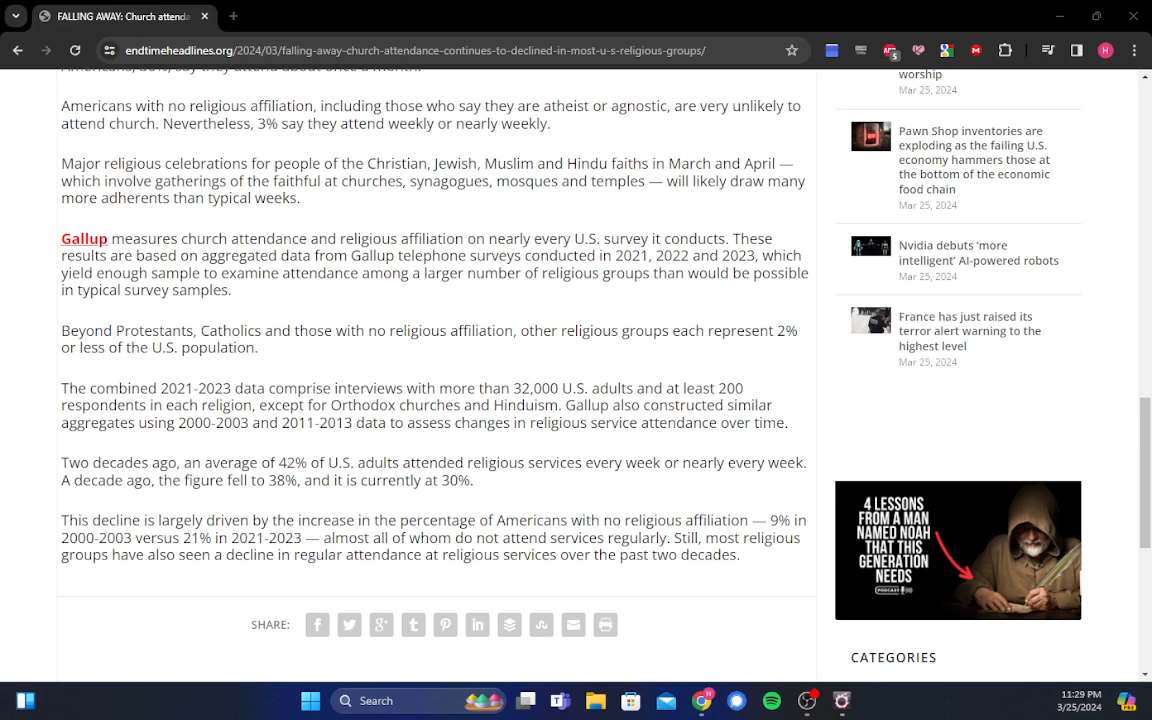 FALLING AWAY: Church attenda
endtimeheadlines.org/2024/03/falling-away-church-attendance-continues-to-declined-in-most-u-s-religious-groups/
Americans with no religious affiliation, including those who say they are atheist or agnostic, are very unlikely to
attend church. Nevertheless, 3% say they attend weekly or nearly weekly.
Major religious celebrations for people of the Christian, Jewish, Muslim and Hindu faiths in March and April —
which involve gatherings of the faithful at churches, synagogues, mosques and temples — will likely draw many
more adherents than typical weeks.
Gallup measures church attendance and religious affiliation on nearly every U.S. survey it conducts. These
results are based on aggregated data from Gallup telephone surveys conducted in 2021, 2022 and 2023, which
yield enough sample to examine attendance among a larger number of religious groups than would be possible
in typical survey samples.
Beyond Protestants, Catholics and those with no religious affiliation, other religious groups each represent 2%
or less of the U.S. population.
The combined 2021-2023 data comprise interviews with more than 32,000 U.S. adults and at least 200
respondents in each religion, except for Orthodox churches and Hinduism. Gallup also constructed similar
aggregates using 2000-2003 and 2011-2013 data to assess changes in religious service attendance over time.
Two decades ago, an average of 42% of U.S. adults attended religious services every week or nearly every week.
A decade ago, the figure fell to 38%, and it is currently at 30%.
This decline is largely driven by the increase in the percentage of Americans with no religious affiliation — 9% in
2000-2003 versus 21% in 2021-2023 — almost all of whom do not attend services regularly. Still, most religious
groups have also seen a decline in regular attendance at religious services over the past two decades.
SHARE:
worship
Mar 25, 2024
Pawn Shop inventories are
exploding as the failing U.S.
economy hammers those at
the bottom of the economic
food chain
Mar 25, 2024
Nvidia debuts ‘more
intelligent’ AI-powered robots
Mar 25, 2024
France has just raised its
terror alert warning to the
highest level
Mar 25, 2024
4 LESSONS
FROM A MAN
NAMED NOAH
THAT THIS
GENERATION
NEEDS
PODCAST
CATEGORIES
Search
11:29 PM
3/25/2024